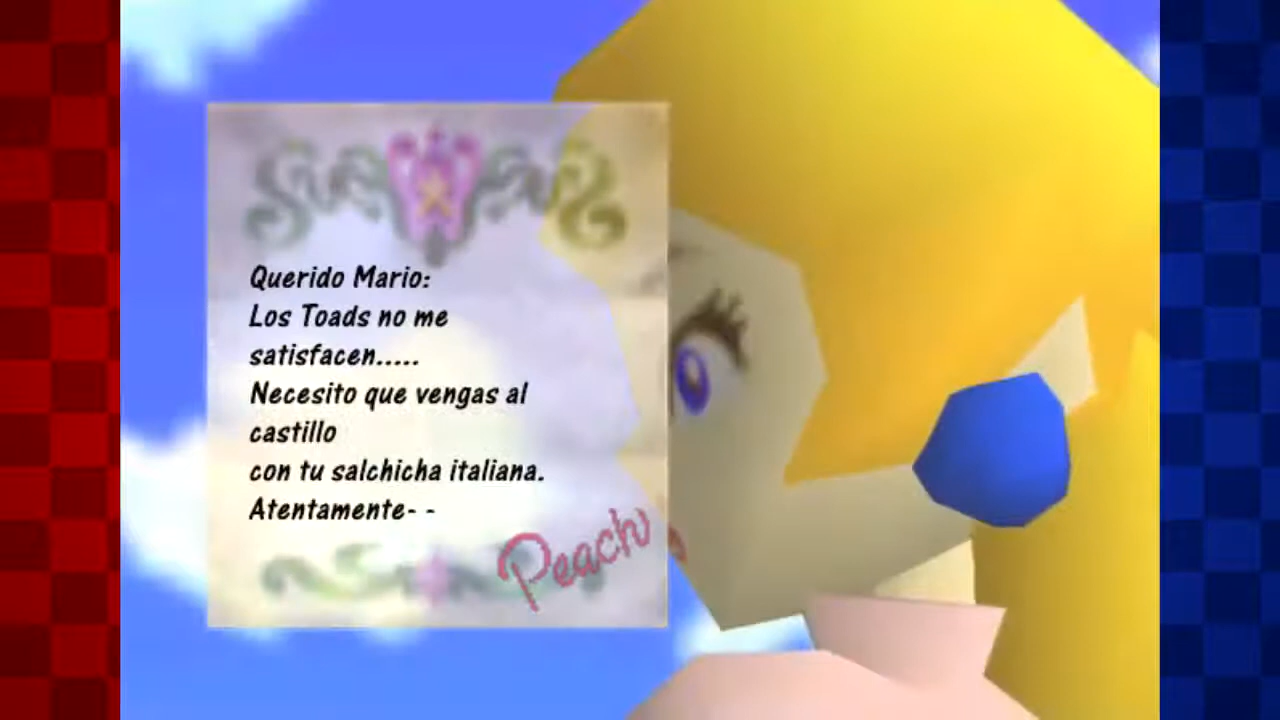 Querido Mario:
Los Toads no me
satisfacen.....
Necesito que vengas al
castillo
con tu salchicha italiana.
Atentamente- -
Peach